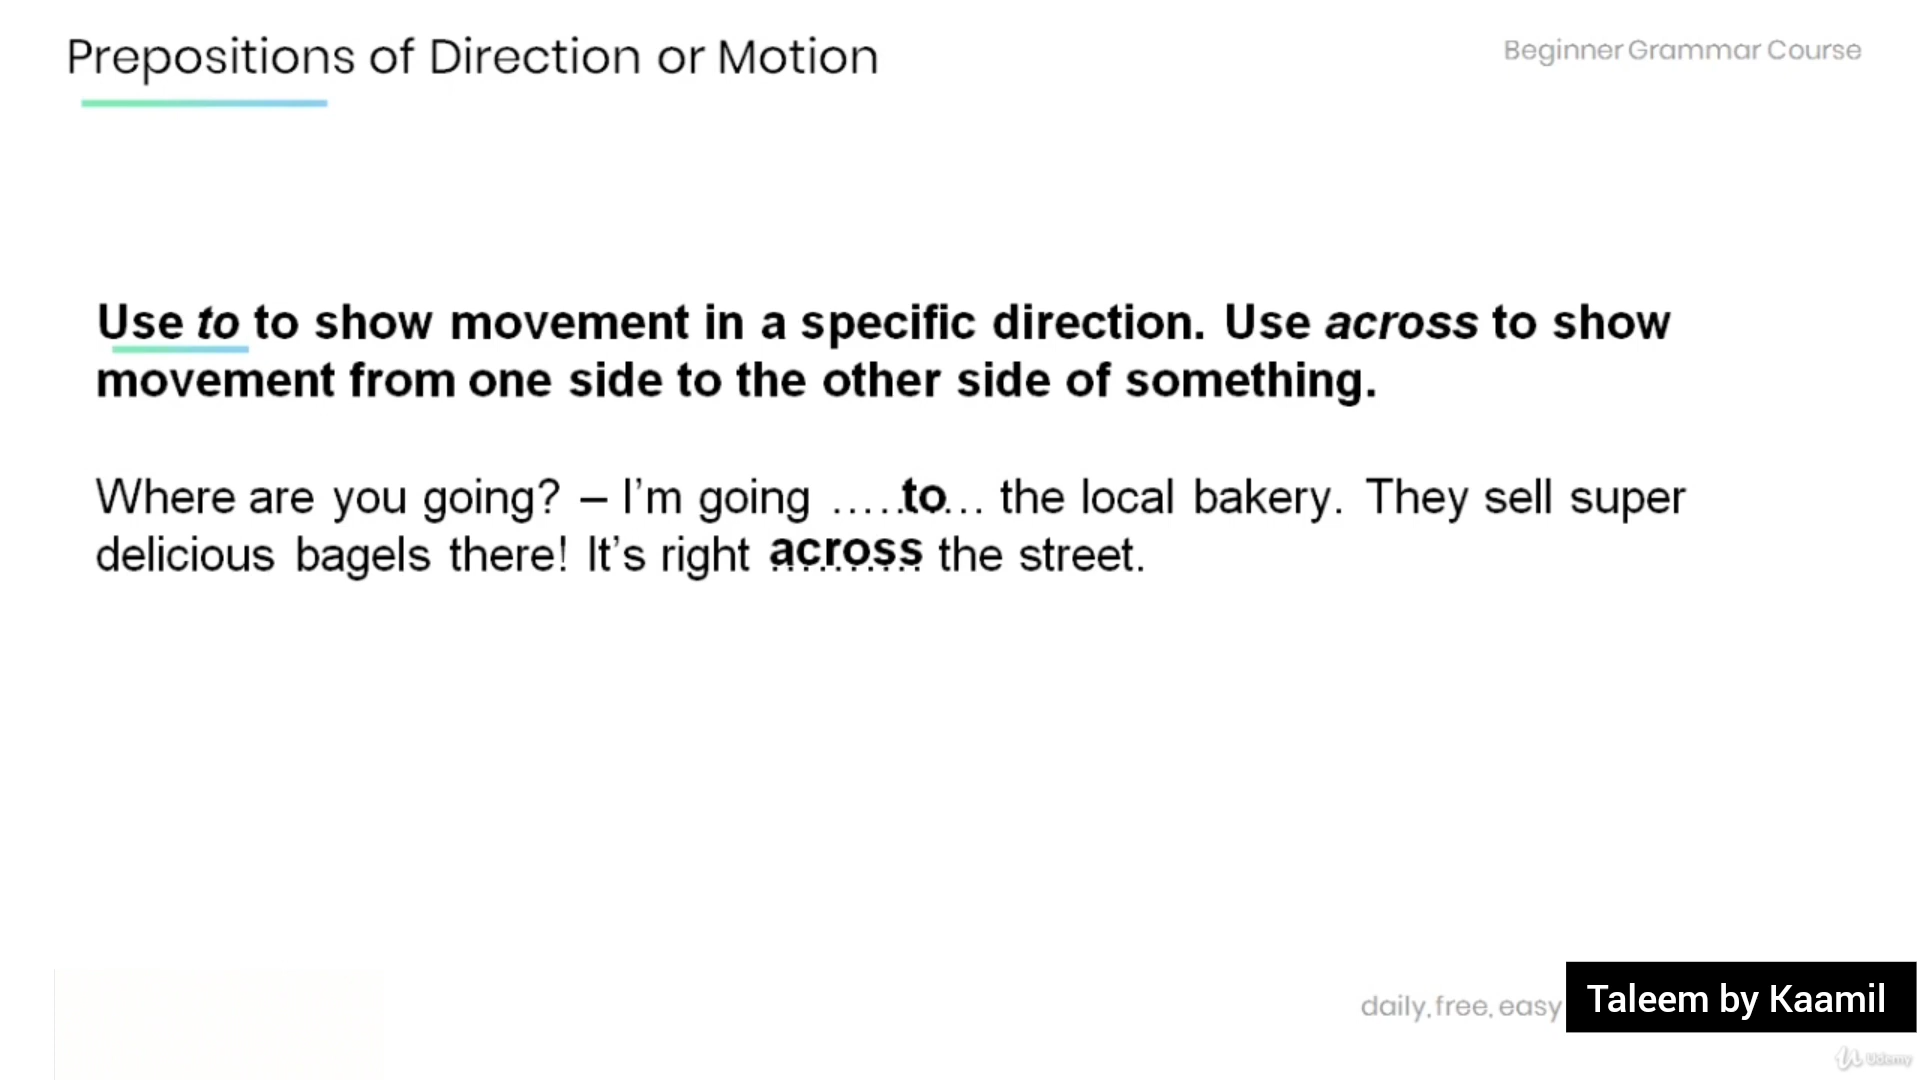 Prepositions of Direction or Motion
Beginner Grammar Course
Use to to show movement in a specific direction. Use across to show
movement from one side to the other side of something.
Where are you going? – I'm going .....to... the local bakery. They sell super
delicious bagels there! It's right across the street.
daily, free, easy
Taleem by Kaamil
Udemy